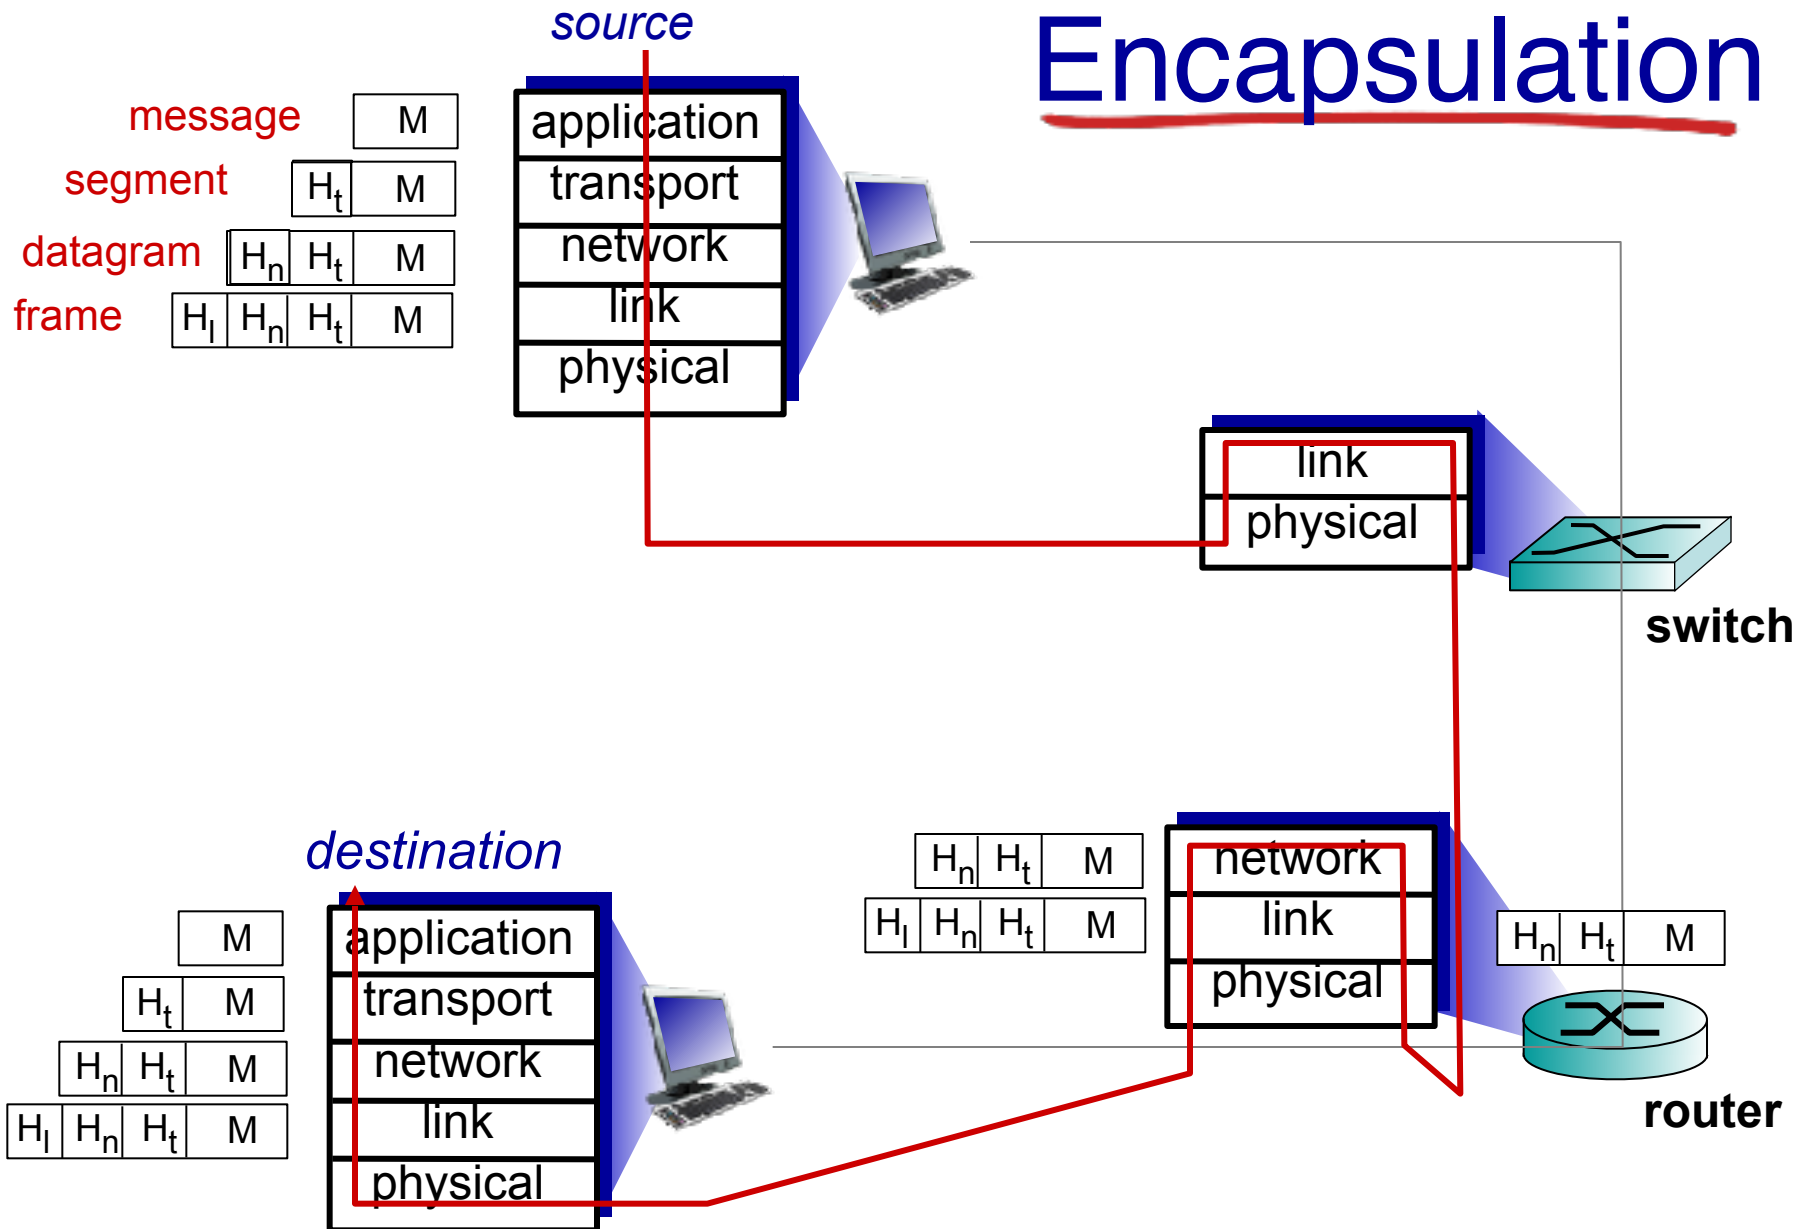 Encapsulation
source
message M
segment Ht M
datagram Hn Ht M
frame Hl Hn Ht M
application
transport
network
link
physical
link
physical
switch
destination
M
Ht M
Hn Ht M
Hl Hn Ht M
application
transport
network
link
physical
Hn Ht M
Hl Hn Ht M
network
link
physical
Hn Ht M
router